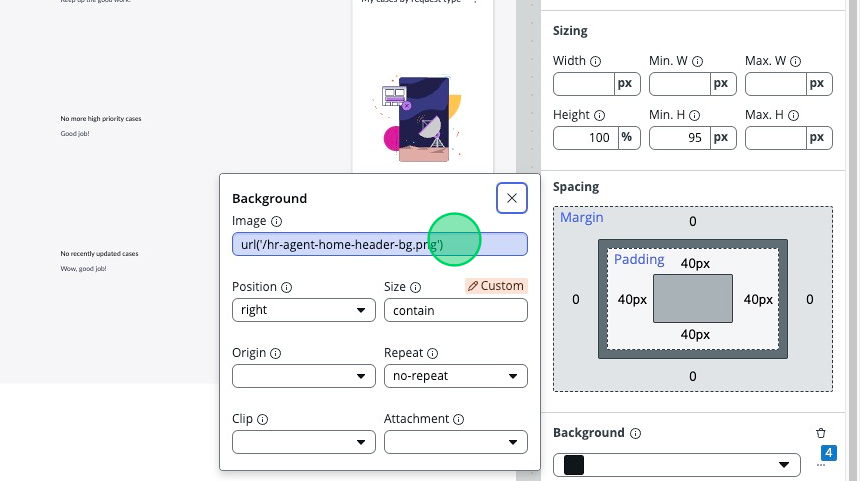 Keep up the good work!
My cases by request type
No more high priority cases
Good job!
No recently updated cases
Wow, good job!
Background
Image
url('/hr-agent-home-header-bg.png')
Position
Size
Custom
right
contain
Origin
Repeat
no-repeat
Clip
Attachment
Sizing
Width
Min. W
Max. W
px
px
px
Height
Min. H
Max. H
100 %
95 px
px
Spacing
Margin
0
Padding
40px
0
40px
40px
0
40px
0
Background
4